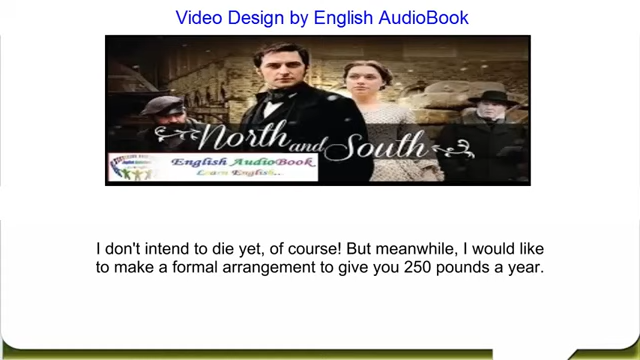 Video Design by English AudioBook
North and South
English AudioBook
Learn English...
I don't intend to die yet, of course! But meanwhile, I would like
to make a formal arrangement to give you 250 pounds a year.